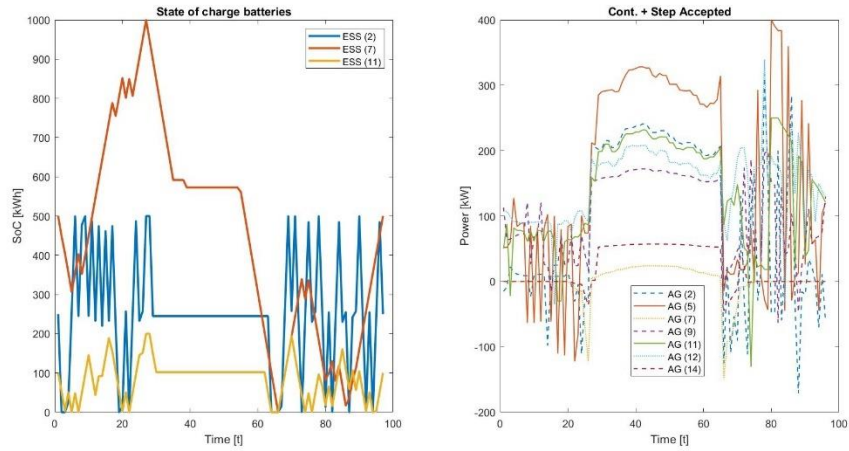 State of charge batteries
1000
900
800
700
600
500
400
300
200
100
0
SoC [kWh]
0
20
40
60
80
100
Time [t]
ESS (2)
ESS (7)
ESS (11)
Cont. + Step Accepted
400
300
200
100
0
-100
-200
Power [kW]
0
20
40
60
80
100
Time [t]
AG (2)
AG (5)
AG (7)
AG (9)
AG (11)
AG (12)
AG (14)